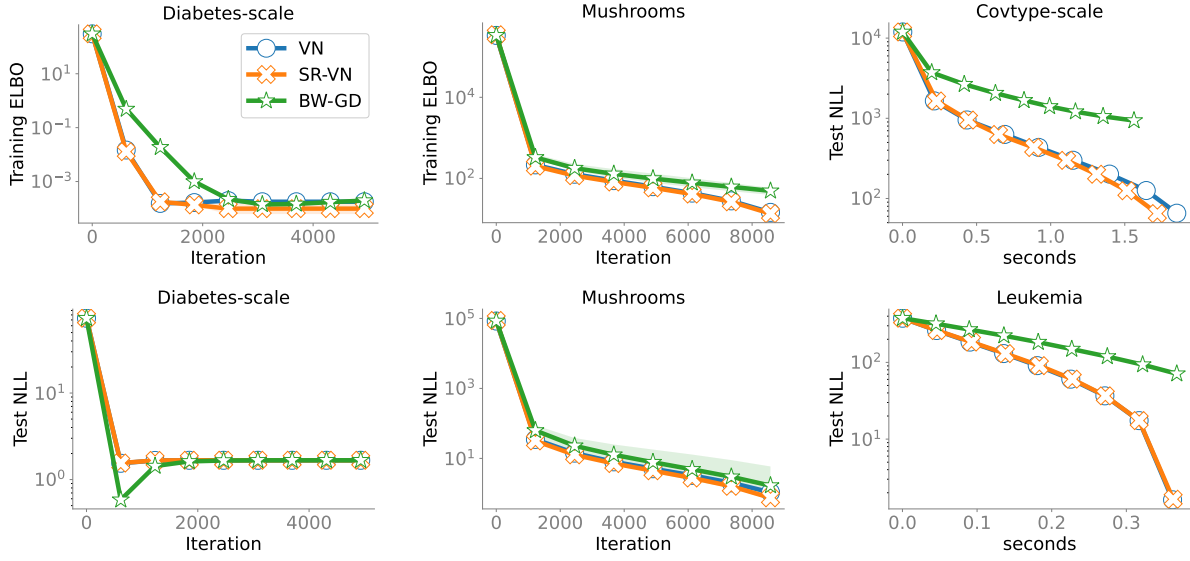 Diabetes-scale
Training ELBO
10^1
10^−1
10^−3
VN
SR-VN
BW-GD
0 2000 4000
Iteration
Mushrooms
Training ELBO
10^4
10^2
0 2000 4000 6000 8000
Iteration
Covtype-scale
Test NLL
10^4
10^3
10^2
0.0 0.5 1.0 1.5
seconds
Diabetes-scale
Test NLL
10^1
10^0
0 2000 4000
Iteration
Mushrooms
Test NLL
10^5
10^3
10^1
0 2000 4000 6000 8000
Iteration
Leukemia
Test NLL
10^2
10^1
0.0 0.1 0.2 0.3
seconds